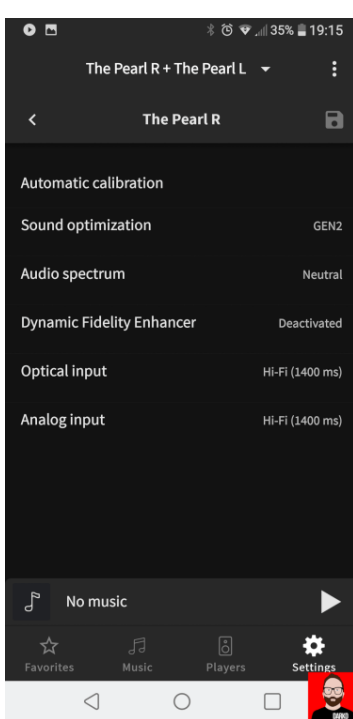 35% 19:15
The Pearl R + The Pearl L
The Pearl R
Automatic calibration
Sound optimization GEN2
Audio spectrum Neutral
Dynamic Fidelity Enhancer Deactivated
Optical input Hi-Fi (1400 ms)
Analog input Hi-Fi (1400 ms)
No music
Favorites Music Players Settings
DARKO